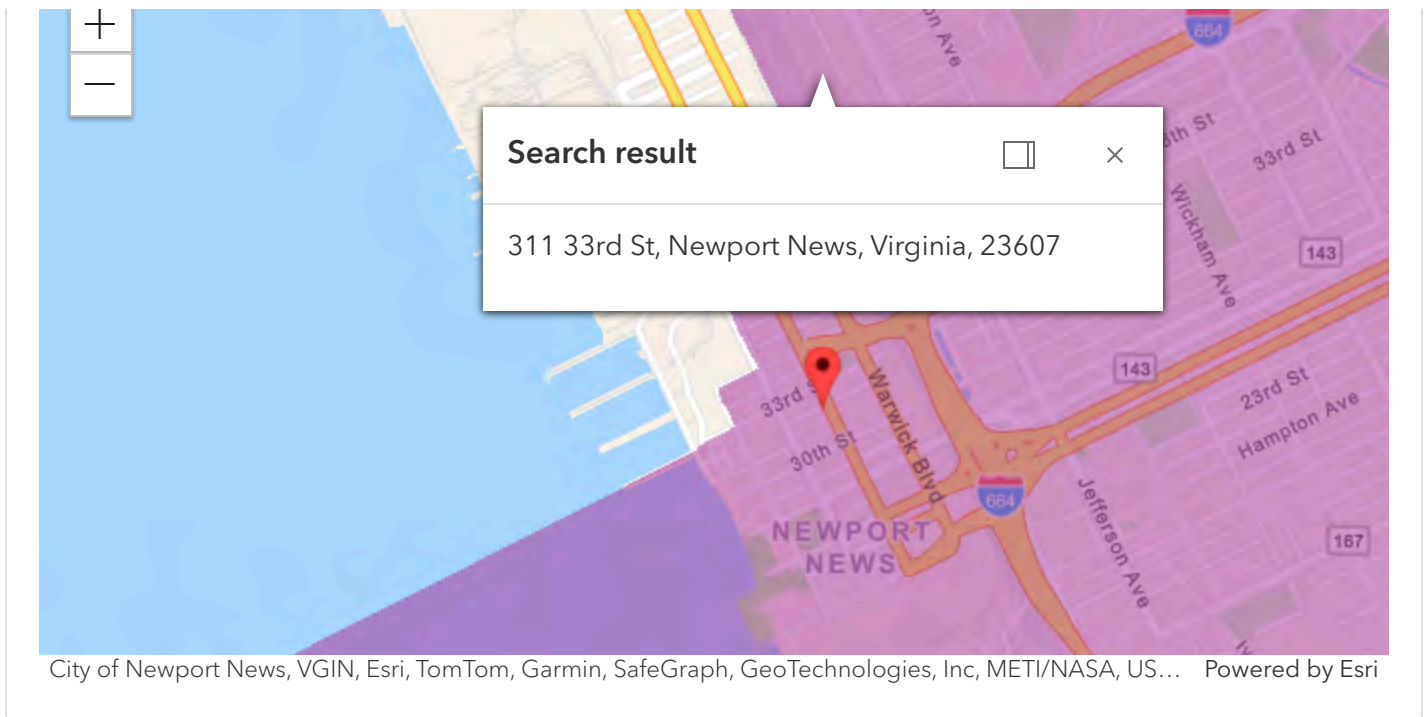 on Ave
664
Search result
311 33rd St, Newport News, Virginia, 23607
8th St
33rd St
Wickham Ave
143
143
33rd
Warwick Blvd
30th St
23rd St
Hampton Ave
664
Jefferson Ave
NEWPORT
NEWS
167
City of Newport News, VGIN, Esri, TomTom, Garmin, SafeGraph, GeoTechnologies, Inc, METI/NASA, US…
Powered by Esri